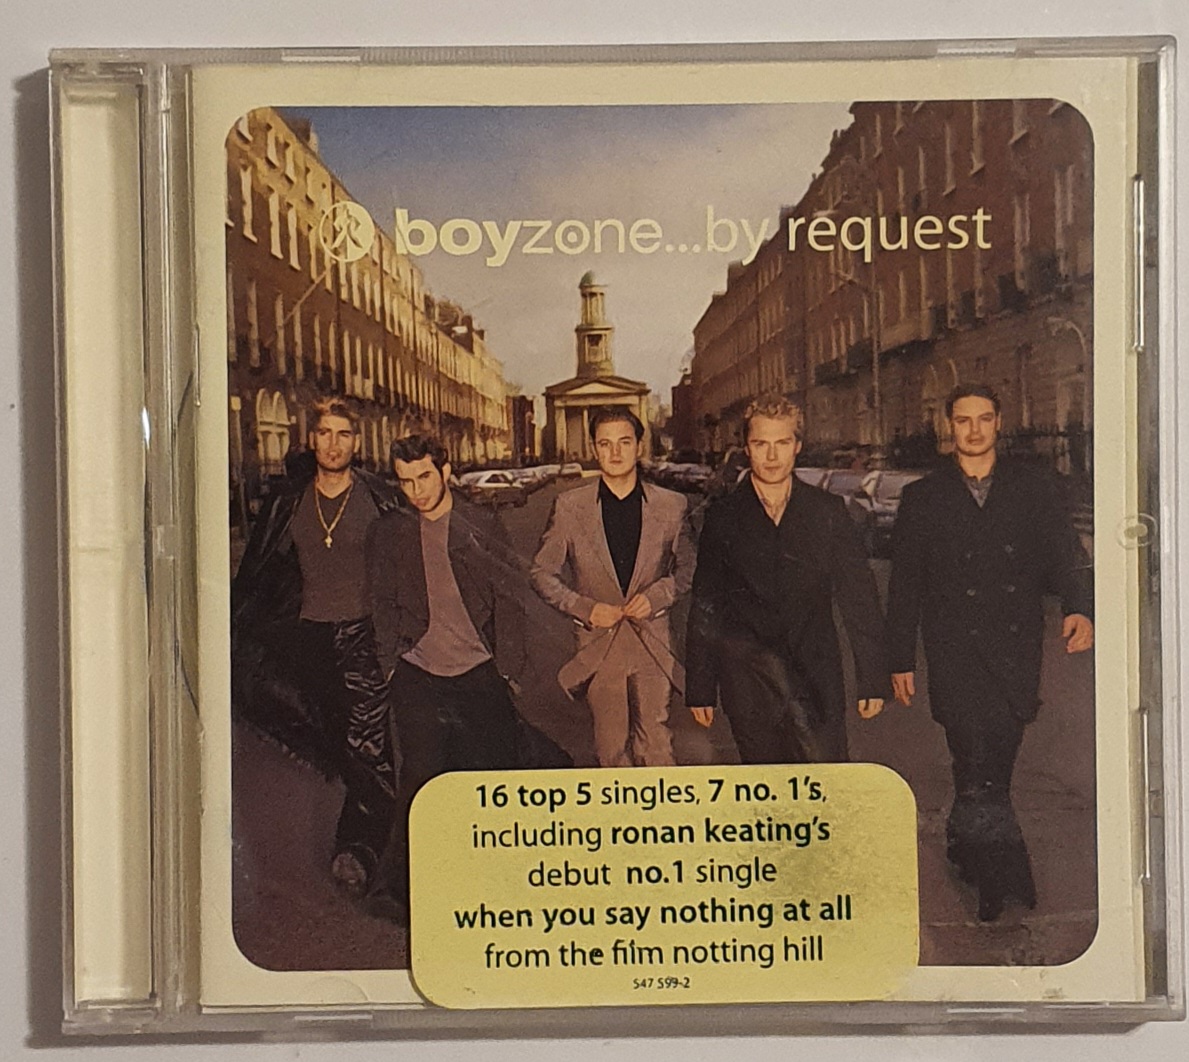 boyzone...by request
16 top 5 singles, 7 no. 1's,
including ronan keating's
debut no.1 single
when you say nothing at all
from the film notting hill
547 599-2